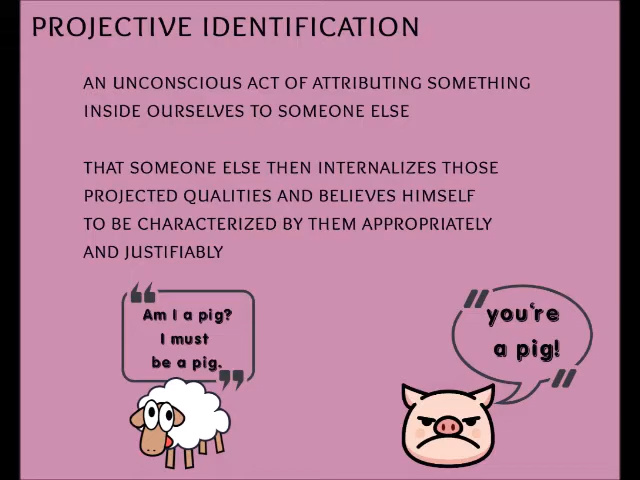 PROJECTIVE IDENTIFICATION
AN UNCONSCIOUS ACT OF ATTRIBUTING SOMETHING
INSIDE OURSELVES TO SOMEONE ELSE
THAT SOMEONE ELSE THEN INTERNALIZES THOSE
PROJECTED QUALITIES AND BELIEVES HIMSELF
TO BE CHARACTERIZED BY THEM APPROPRIATELY
AND JUSTIFIABLY
Am I a pig?
I must
be a pig.
you're
a pig!